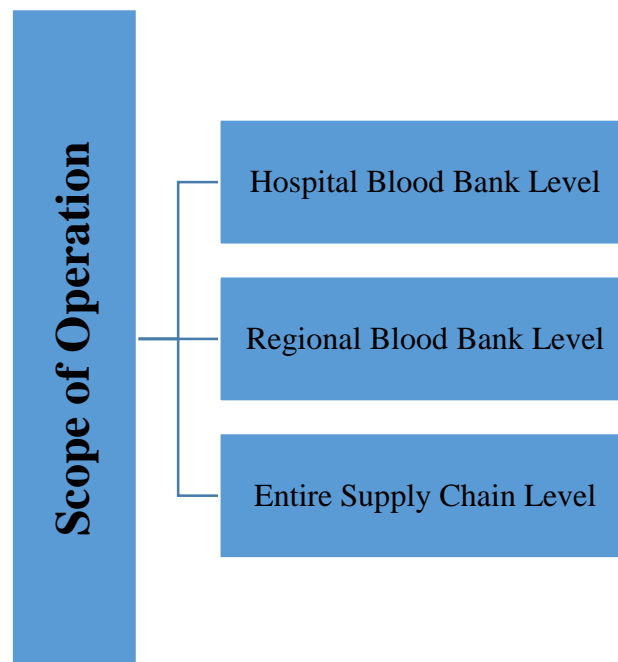 Scope of Operation
Hospital Blood Bank Level
Regional Blood Bank Level
Entire Supply Chain Level